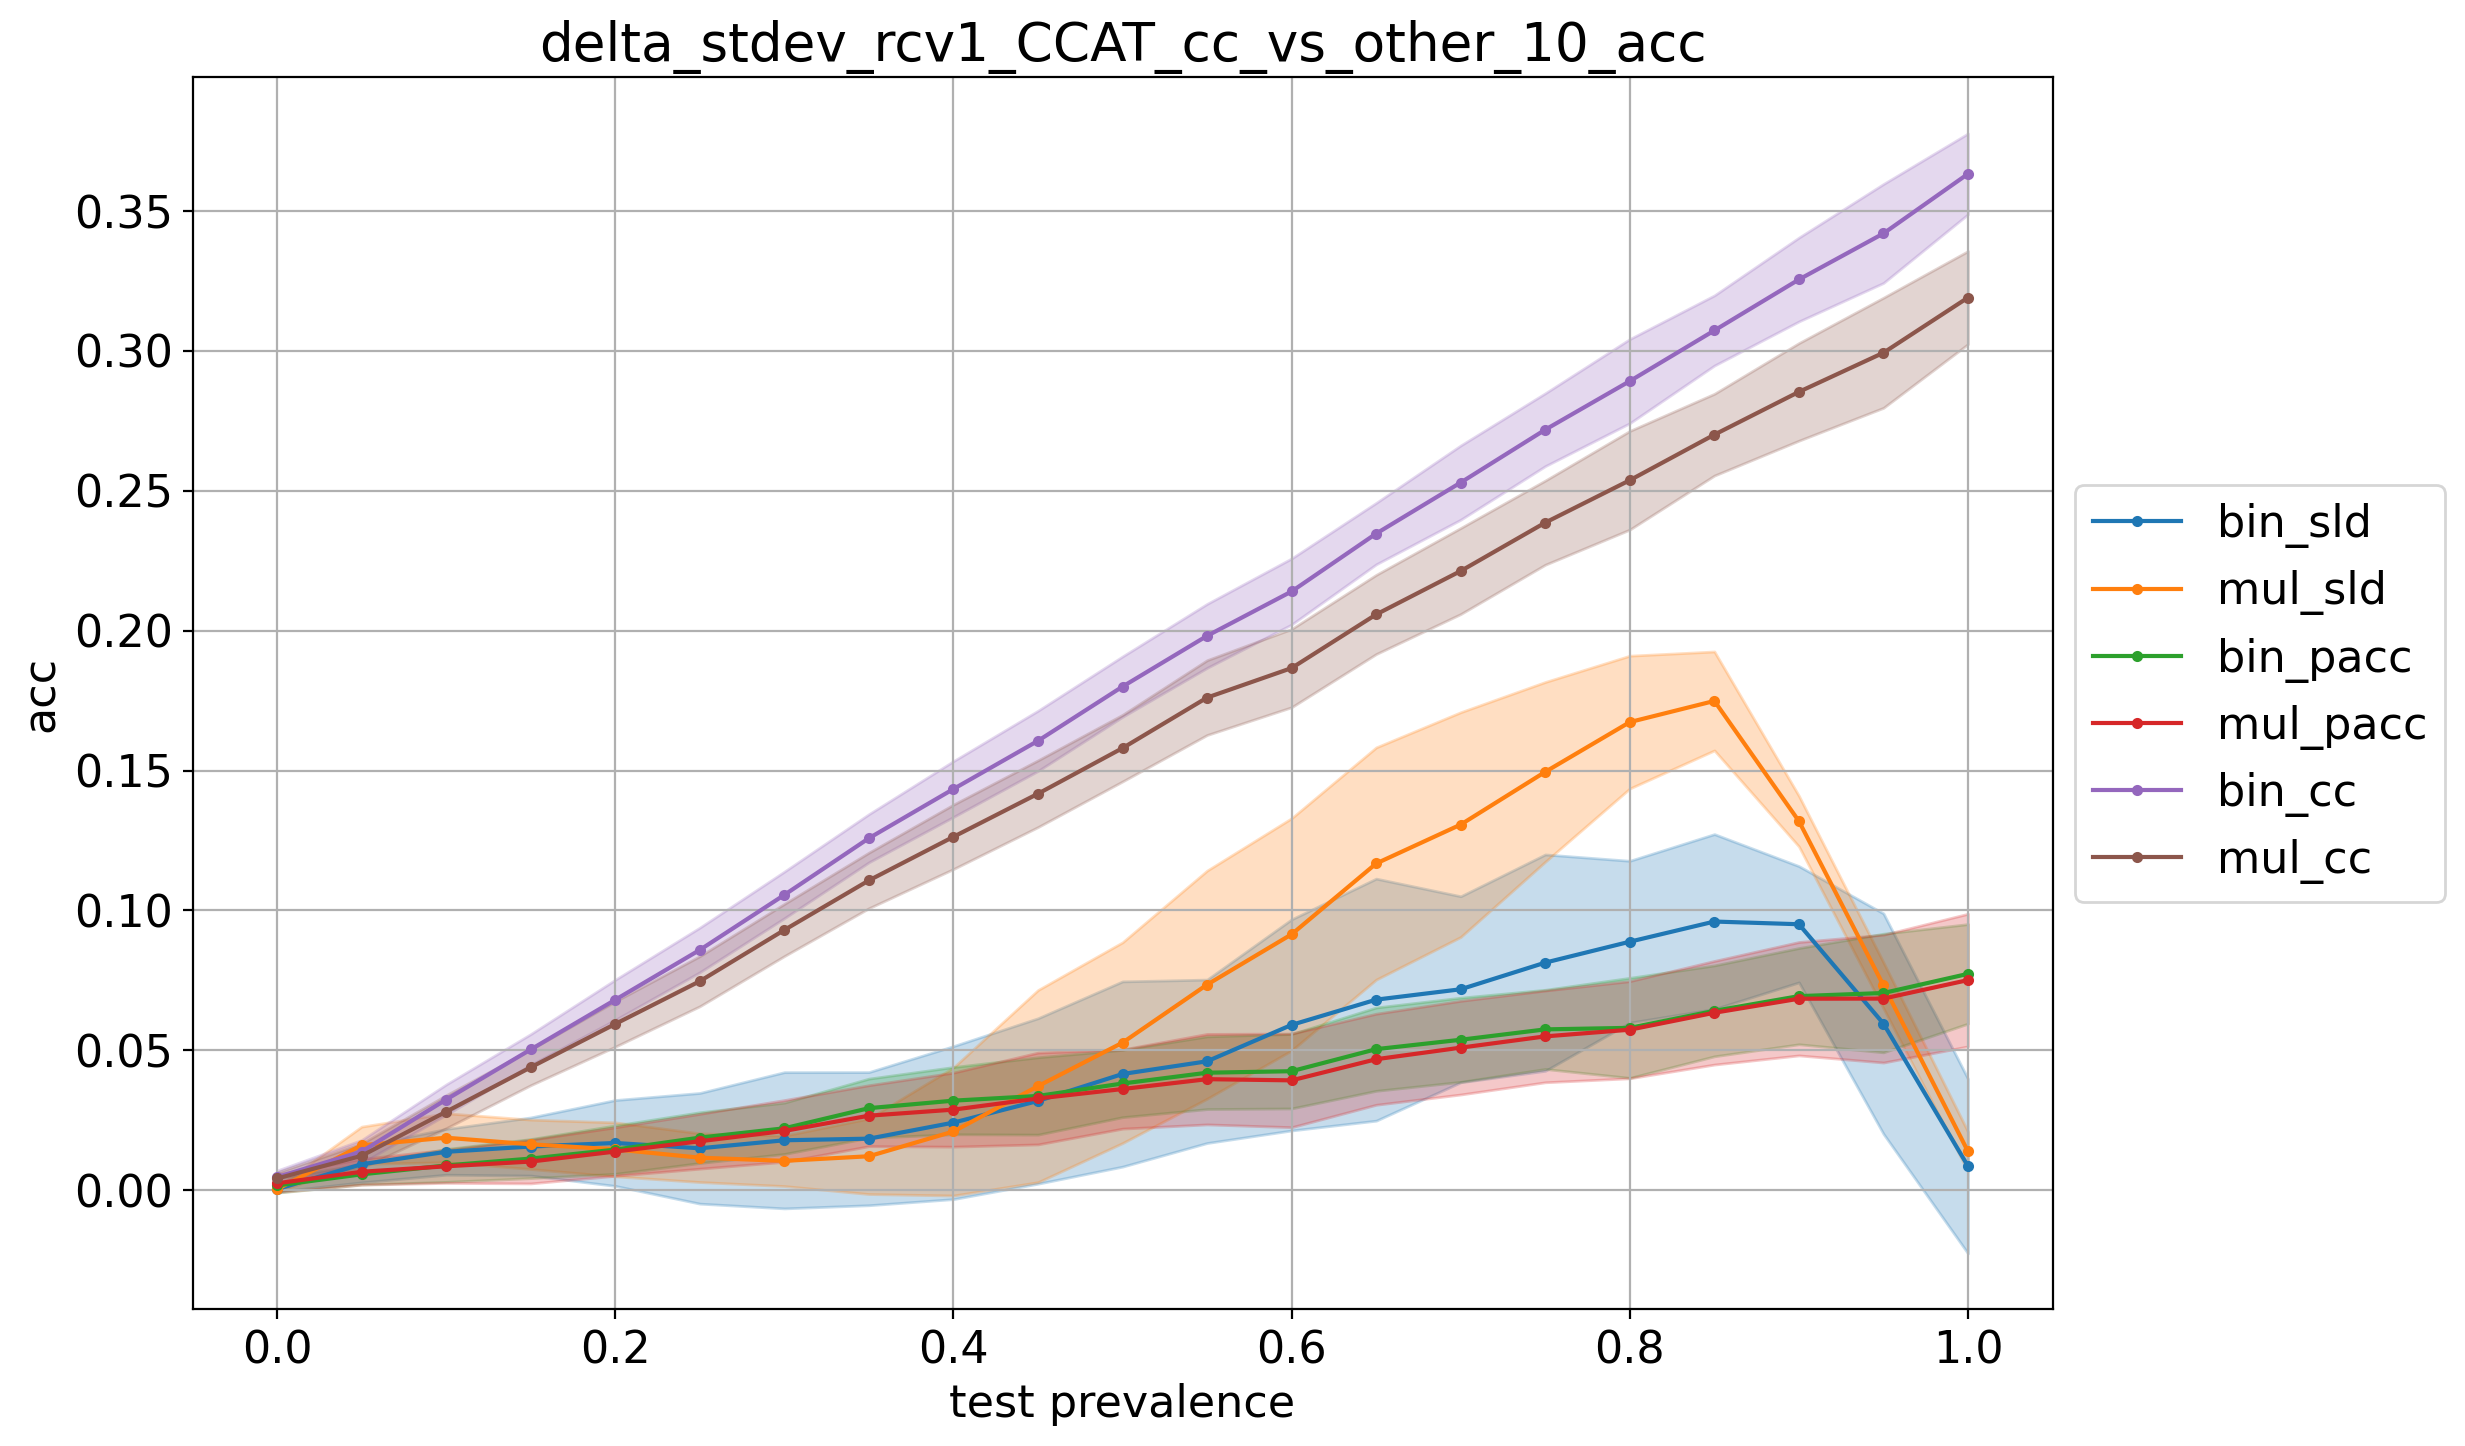 delta_stdev_rcv1_CCAT_cc_vs_other_10_acc
acc
0.35
0.30
0.25
0.20
0.15
0.10
0.05
0.00
0.0 0.2 0.4 0.6 0.8 1.0
test prevalence
bin_sld
mul_sld
bin_pacc
mul_pacc
bin_cc
mul_cc